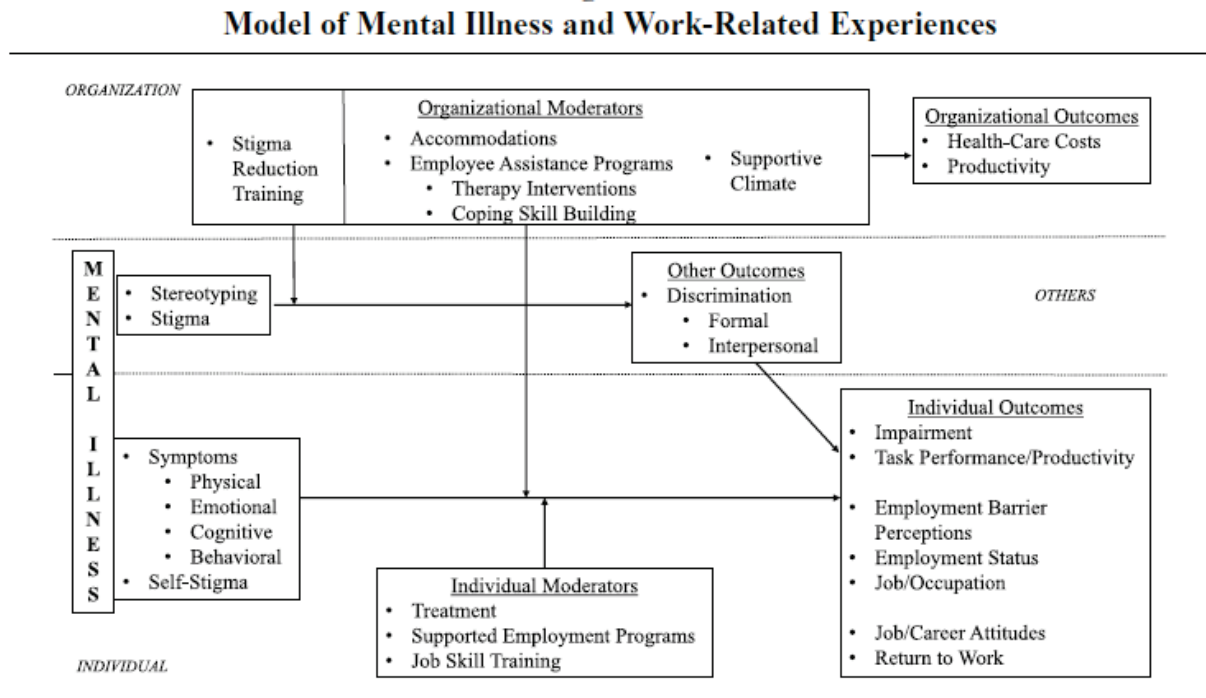 Model of Mental Illness and Work-Related Experiences
ORGANIZATION
• Stigma
Reduction
Training
Organizational Moderators
• Accommodations
• Employee Assistance Programs
• Therapy Interventions
• Coping Skill Building
• Supportive
Climate
Organizational Outcomes
• Health-Care Costs
• Productivity
MENTAL ILLNESS
• Stereotyping
• Stigma
Other Outcomes
• Discrimination
• Formal
• Interpersonal
OTHERS
• Symptoms
• Physical
• Emotional
• Cognitive
• Behavioral
• Self-Stigma
Individual Moderators
• Treatment
• Supported Employment Programs
• Job Skill Training
Individual Outcomes
• Impairment
• Task Performance/Productivity
• Employment Barrier
Perceptions
• Employment Status
• Job/Occupation
• Job/Career Attitudes
• Return to Work
INDIVIDUAL